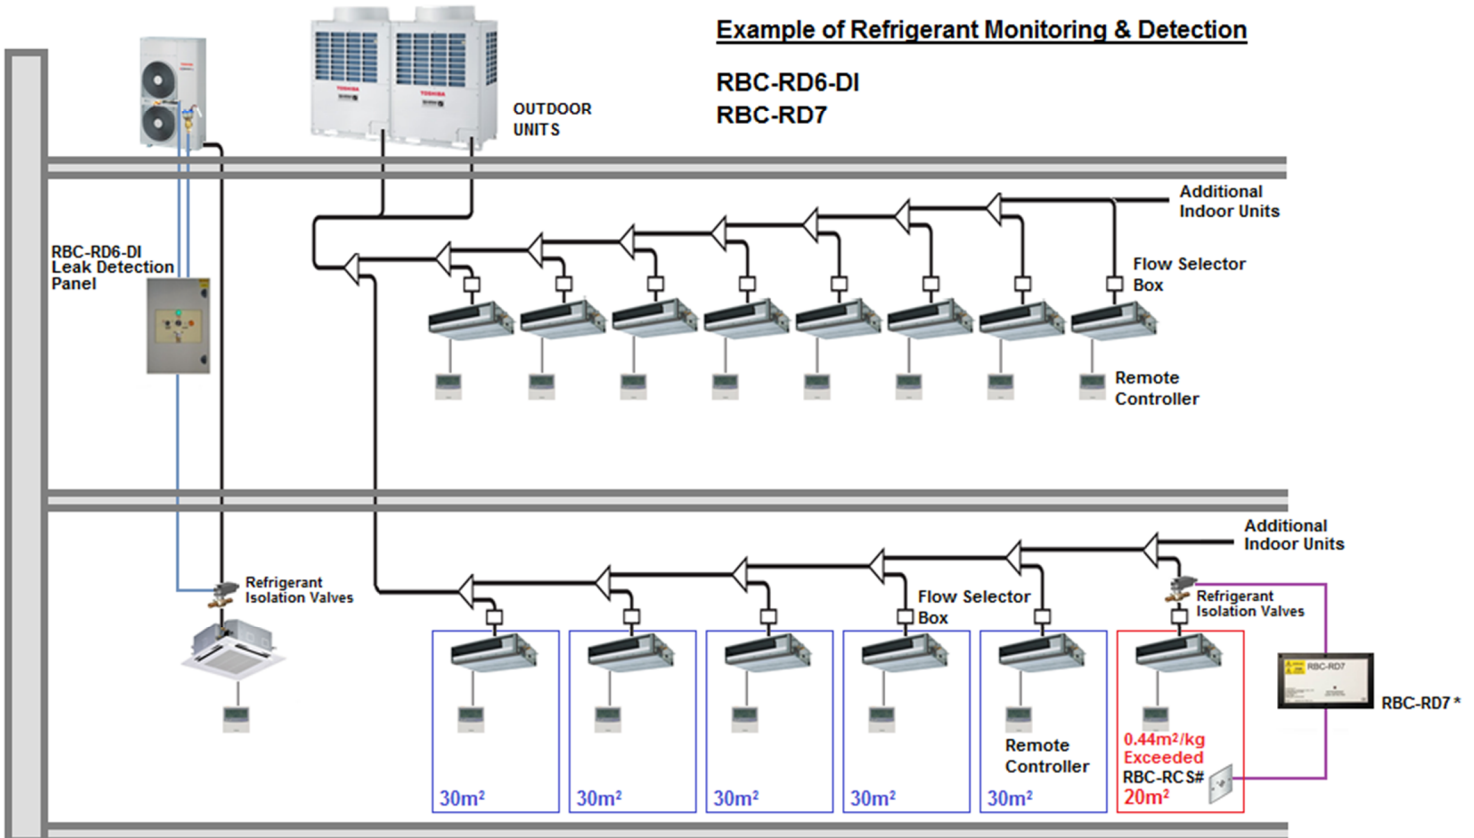 Example of Refrigerant Monitoring & Detection
RBC-RD6-DI
RBC-RD7
OUTDOOR
UNITS
TOSHIBA
TOSHIBA
Additional
Indoor Units
RBC-RD6-DI
Leak Detection
Panel
Flow Selector
Box
Remote
Controller
Additional
Indoor Units
Refrigerant
Isolation Valves
Flow Selector
Box
Refrigerant
Isolation Valves
RBC-RD7
RBC-RD7 *
Remote
Controller
0.44m²/kg
Exceeded
RBC-RCS#
30m²
30m²
30m²
30m²
30m²
20m²